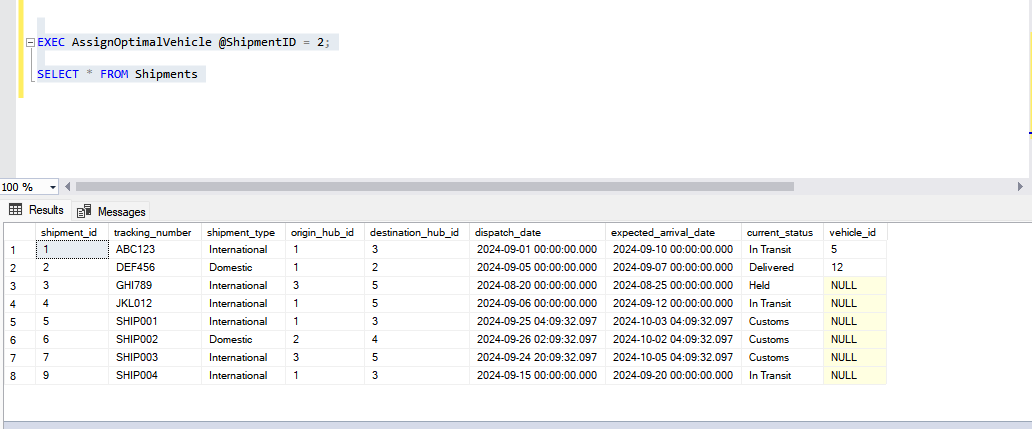 EXEC AssignOptimalVehicle @ShipmentID = 2;
SELECT * FROM Shipments
100 %
Results Messages
shipment_id tracking_number shipment_type origin_hub_id destination_hub_id dispatch_date expected_arrival_date current_status vehicle_id
1 1 ABC123 International 1 3 2024-09-01 00:00:00.000 2024-09-10 00:00:00.000 In Transit 5
2 2 DEF456 Domestic 1 2 2024-09-05 00:00:00.000 2024-09-07 00:00:00.000 Delivered 12
3 3 GHI789 International 3 5 2024-08-20 00:00:00.000 2024-08-25 00:00:00.000 Held NULL
4 4 JKL012 International 1 5 2024-09-06 00:00:00.000 2024-09-12 00:00:00.000 In Transit NULL
5 5 SHIP001 International 1 3 2024-09-25 04:09:32.097 2024-10-03 04:09:32.097 Customs NULL
6 6 SHIP002 Domestic 2 4 2024-09-26 02:09:32.097 2024-10-02 04:09:32.097 Customs NULL
7 7 SHIP003 International 3 5 2024-09-24 20:09:32.097 2024-10-05 04:09:32.097 Customs NULL
8 9 SHIP004 International 1 3 2024-09-15 00:00:00.000 2024-09-20 00:00:00.000 In Transit NULL